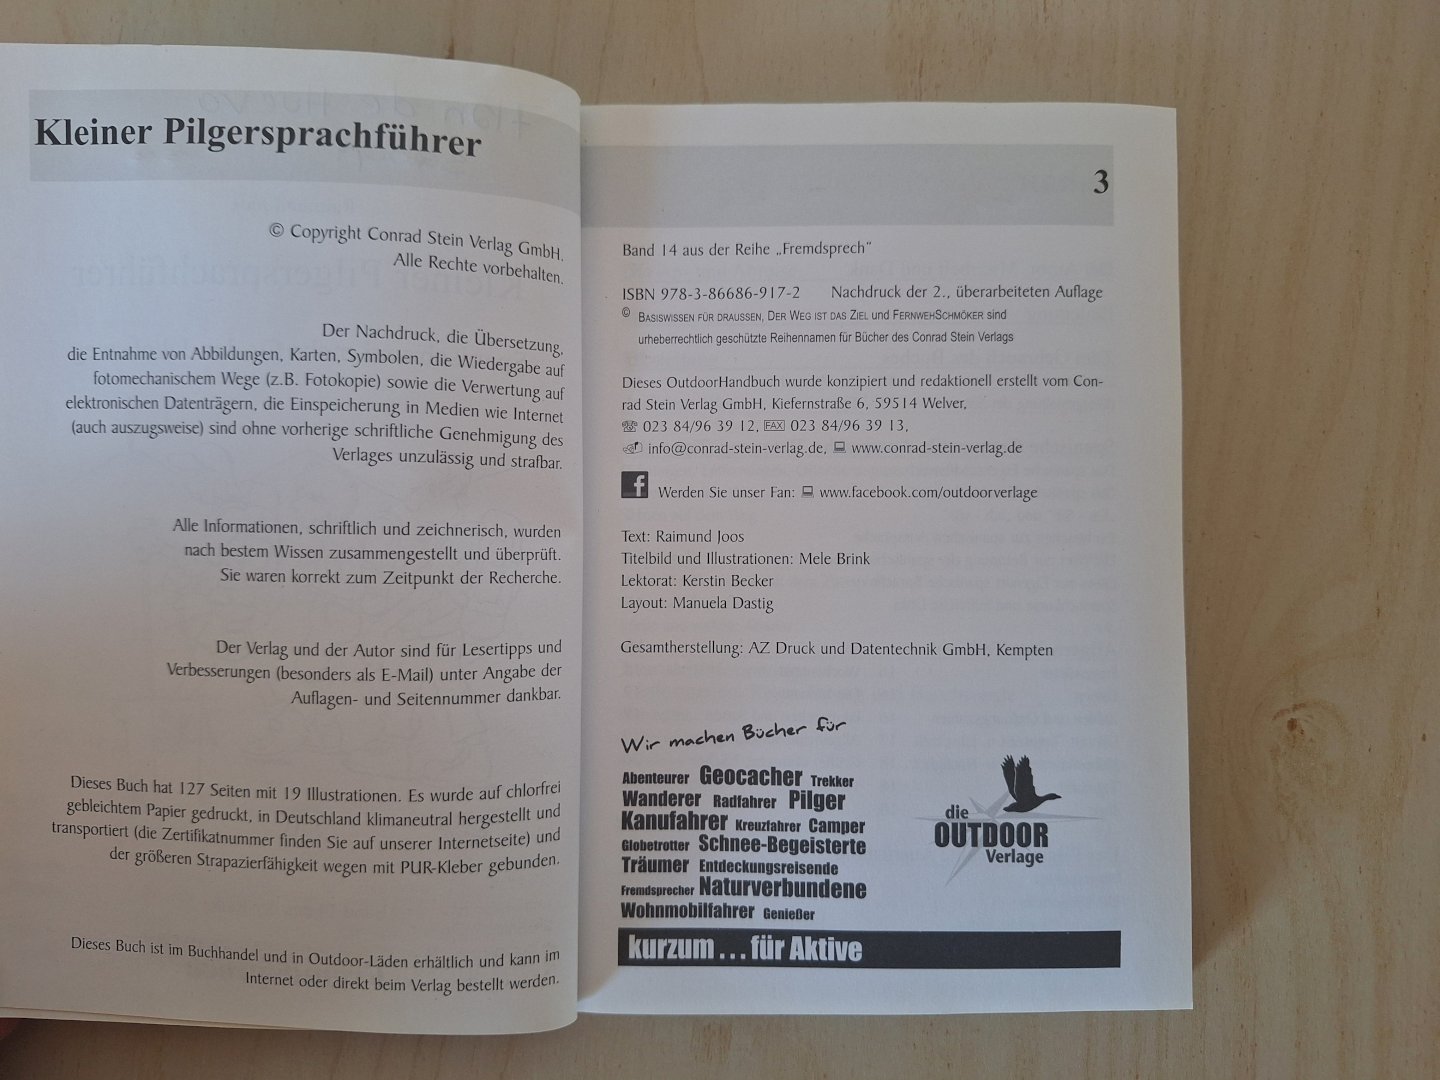 Kleiner Pilgersprachführer
© Copyright Conrad Stein Verlag GmbH.
Alle Rechte vorbehalten.
Der Nachdruck, die Übersetzung,
die Entnahme von Abbildungen, Karten, Symbolen, die Wiedergabe auf
fotomechanischem Wege (z.B. Fotokopie) sowie die Verwertung auf
elektronischen Datenträgern, die Einspeicherung in Medien wie Internet
(auch auszugsweise) sind ohne vorherige schriftliche Genehmigung des
Verlages unzulässig und strafbar.
Alle Informationen, schriftlich und zeichnerisch, wurden
nach bestem Wissen zusammengestellt und überprüft.
Sie waren korrekt zum Zeitpunkt der Recherche.
Der Verlag und der Autor sind für Lesertipps und
Verbesserungen (besonders als E-Mail) unter Angabe der
Auflagen- und Seitennummer dankbar.
Dieses Buch hat 127 Seiten mit 19 Illustrationen. Es wurde auf chlorfrei
gebleichtem Papier gedruckt, in Deutschland klimaneutral hergestellt und
transportiert (die Zertifikatnummer finden Sie auf unserer Internetseite) und
der größeren Strapazierfähigkeit wegen mit PUR-Kleber gebunden.
Dieses Buch ist im Buchhandel und in Outdoor-Läden erhältlich und kann im
Internet oder direkt beim Verlag bestellt werden.
3
Band 14 aus der Reihe „Fremdsprech“
ISBN 978-3-86686-917-2 Nachdruck der 2., überarbeiteten Auflage
© BASISWISSEN FÜR DRAUSSEN, DER WEG IST DAS ZIEL und FERNWEHSCHMÖKER sind
urheberrechtlich geschützte Reihennamen für Bücher des Conrad Stein Verlags
Dieses OutdoorHandbuch wurde konzipiert und redaktionell erstellt vom Con-
rad Stein Verlag GmbH, Kiefernstraße 6, 59514 Welver,
☏ 023 84/96 39 12, FAX 023 84/96 39 13,
info@conrad-stein-verlag.de, www.conrad-stein-verlag.de
f Werden Sie unser Fan: www.facebook.com/outdoorverlage
Text: Raimund Joos
Titelbild und Illustrationen: Mele Brink
Lektorat: Kerstin Becker
Layout: Manuela Dastig
Gesamtherstellung: AZ Druck und Datentechnik GmbH, Kempten
Wir machen Bücher für
Abenteurer Geocacher Trekker
Wanderer Radfahrer Pilger
Kanufahrer Kreuzfahrer Camper
Globetrotter Schnee-Begeisterte
Träumer Entdeckungsreisende
Fremdsprecher Naturverbundene
Wohnmobilfahrer Genießer
kurzum ... für Aktive
die
OUTDOOR
Verlage